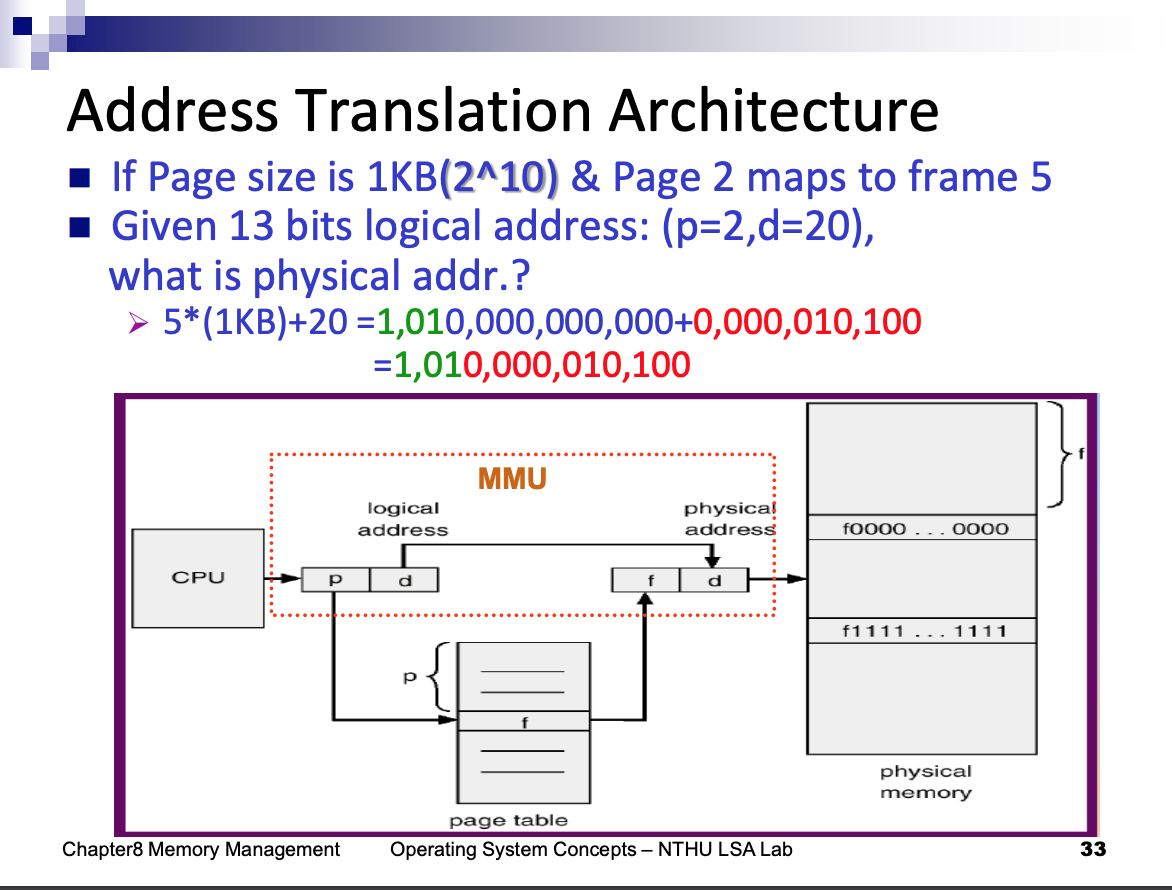 Address Translation Architecture
If Page size is 1KB(2^10) & Page 2 maps to frame 5
Given 13 bits logical address: (p=2,d=20),
what is physical addr.?
5*(1KB)+20 =1,010,000,000,000+0,000,010,100
=1,010,000,010,100
MMU
logical
address
physical
address
CPU
p d
f d
p
f
page table
f
f0000 ... 0000
f1111 ... 1111
physical
memory
Chapter8 Memory Management Operating System Concepts – NTHU LSA Lab 33